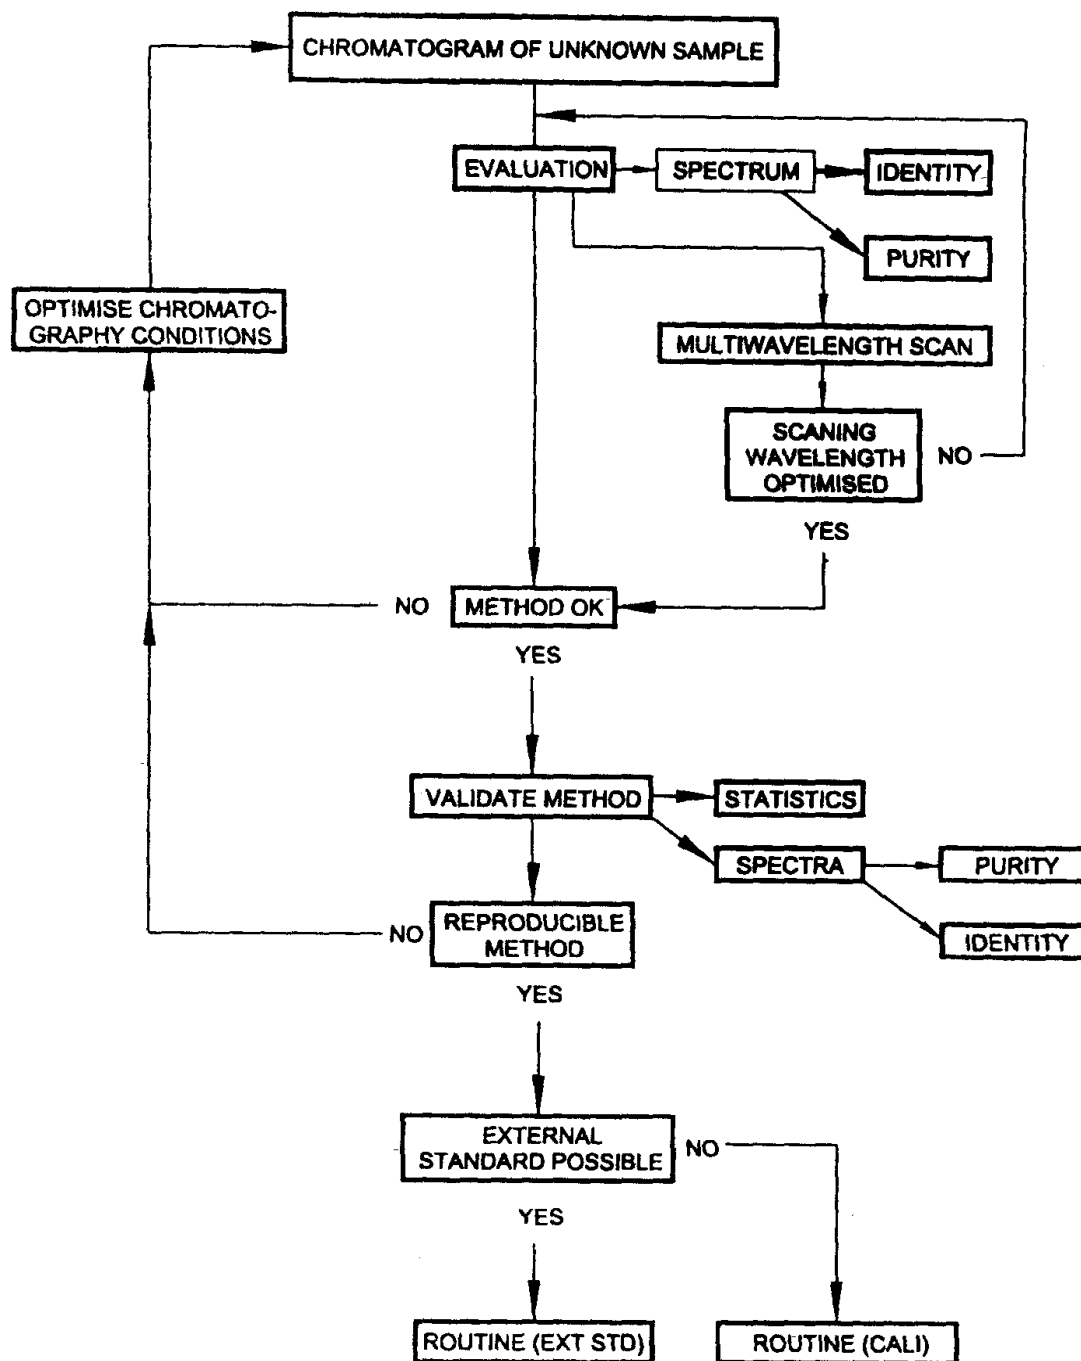 CHROMATOGRAM OF UNKNOWN SAMPLE
EVALUATION
SPECTRUM
IDENTITY
PURITY
OPTIMISE CHROMATO-
GRAPHY CONDITIONS
MULTIWAVELENGTH SCAN
SCANING
WAVELENGTH
OPTIMISED
NO
YES
NO
METHOD OK
YES
VALIDATE METHOD
STATISTICS
SPECTRA
PURITY
IDENTITY
NO
REPRODUCIBLE
METHOD
YES
EXTERNAL
STANDARD POSSIBLE
NO
YES
ROUTINE (EXT STD)
ROUTINE (CALI)